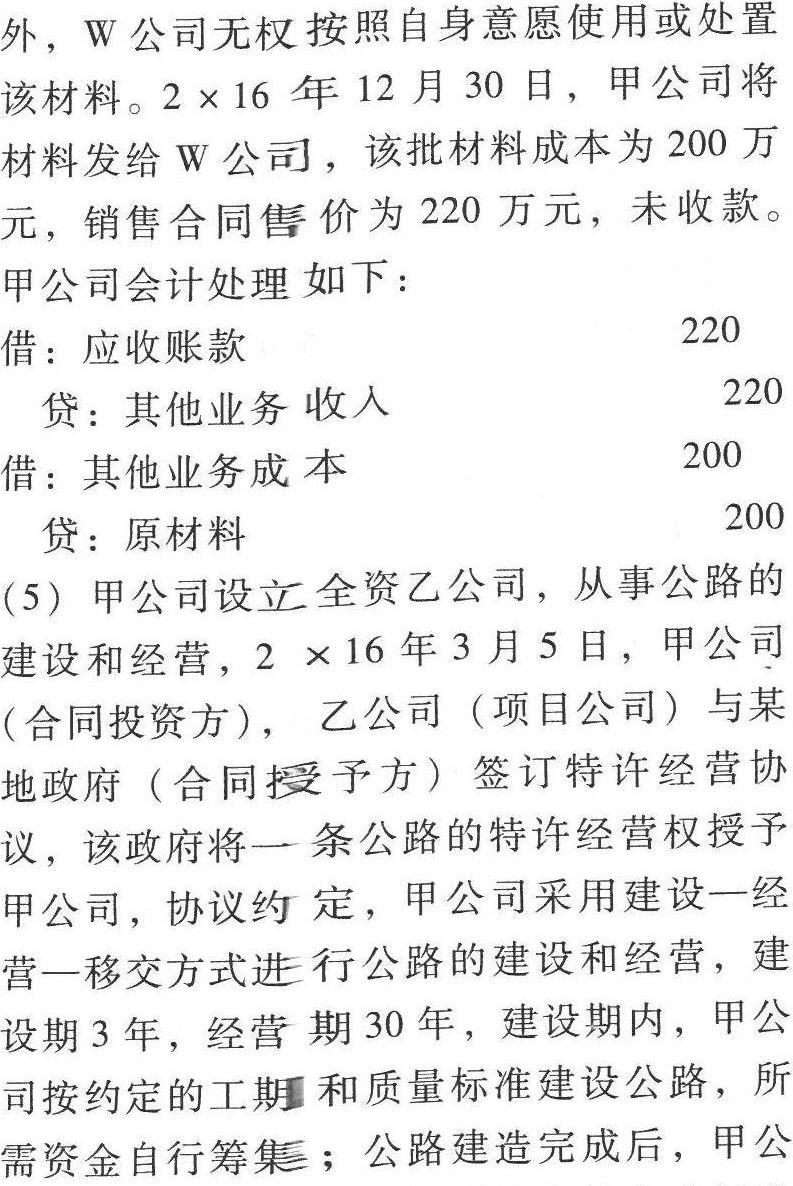 外，W 公司无权按照自身意愿使用或处置
该材料。2 × 16 年 12 月 30 日，甲公司将
材料发给 W 公司，该批材料成本为 200 万
元，销售合同售价为 220 万元，未收款。
甲公司会计处理如下：
借：应收账款 220
贷：其他业务收入 220
借：其他业务成本 200
贷：原材料 200
(5) 甲公司设立全资乙公司，从事公路的
建设和经营，2 × 16 年 3 月 5 日，甲公司
(合同投资方)，乙公司（项目公司）与某
地政府（合同授予方）签订特许经营协
议，该政府将一条公路的特许经营权授予
甲公司，协议约定，甲公司采用建设—经
营—移交方式进行公路的建设和经营，建
设期 3 年，经营期 30 年，建设期内，甲公
司按约定的工期和质量标准建设公路，所
需资金自行筹集；公路建造完成后，甲公